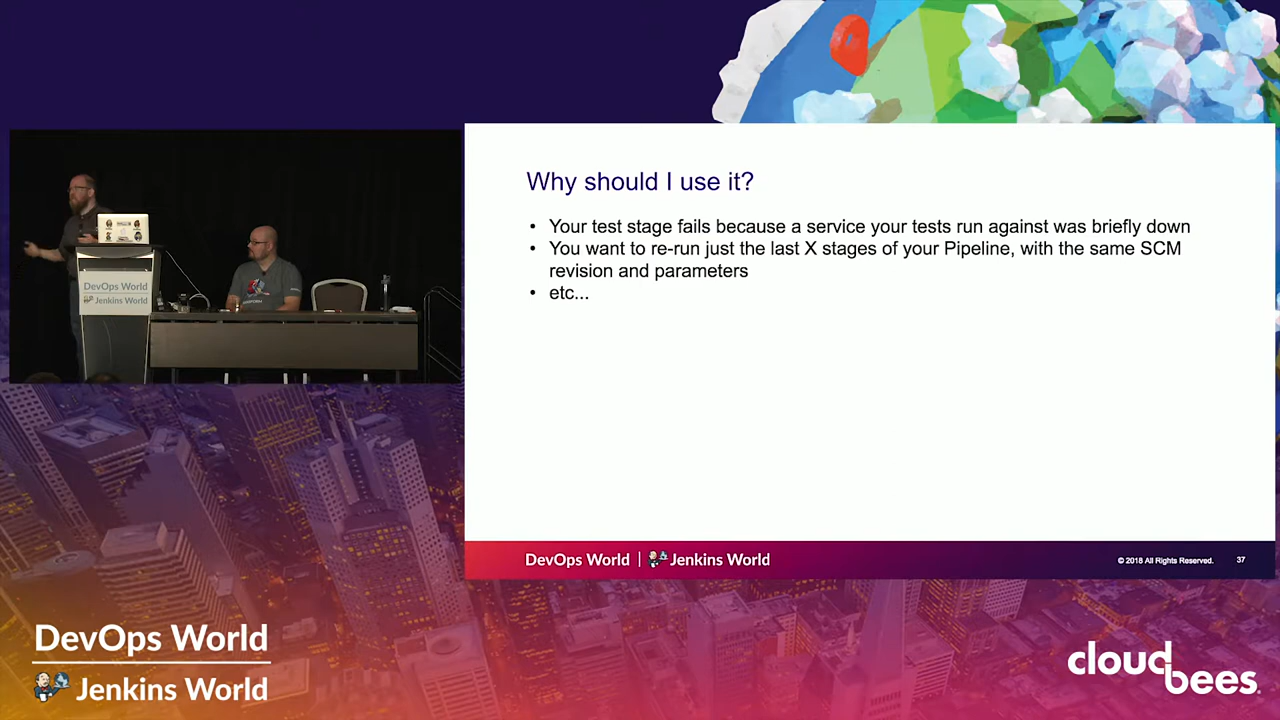 Why should I use it?
• Your test stage fails because a service your tests run against was briefly down
• You want to re-run just the last X stages of your Pipeline, with the same SCM
revision and parameters
• etc...
DevOps World
Jenkins World
DevOps World | Jenkins World
© 2018 All Rights Reserved.
37
DevOps World
Jenkins World
cloudbees.